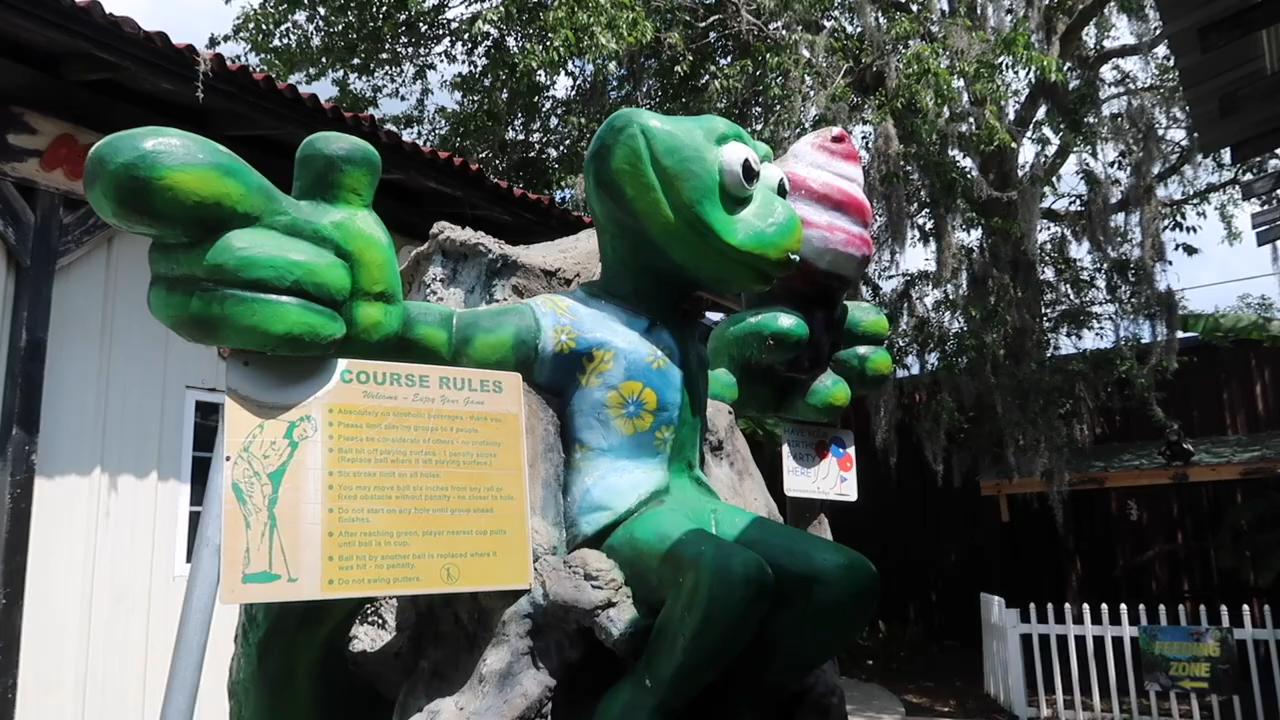 COURSE RULES
Welcome - Enjoy Your Game
Absolutely no alcoholic beverages - thank you.
Please limit playing groups to 4 people.
Please be considerate of others - no profanity.
Ball hit off playing surface - 1 penalty stroke
(Replace ball where it left playing surface.)
Six stroke limit on all holes.
You may move ball six inches from any rail or
fixed obstacle without penalty - no closer to hole.
Do not start on any hole until group ahead
finishes.
After reaching green, player nearest cup putts
until ball is in cup.
Ball hit by another ball is replaced where it
was hit - no penalty.
Do not swing putters.
HAVE YOUR
BIRTHDAY
PARTY
HERE!
FEEDING
ZONE